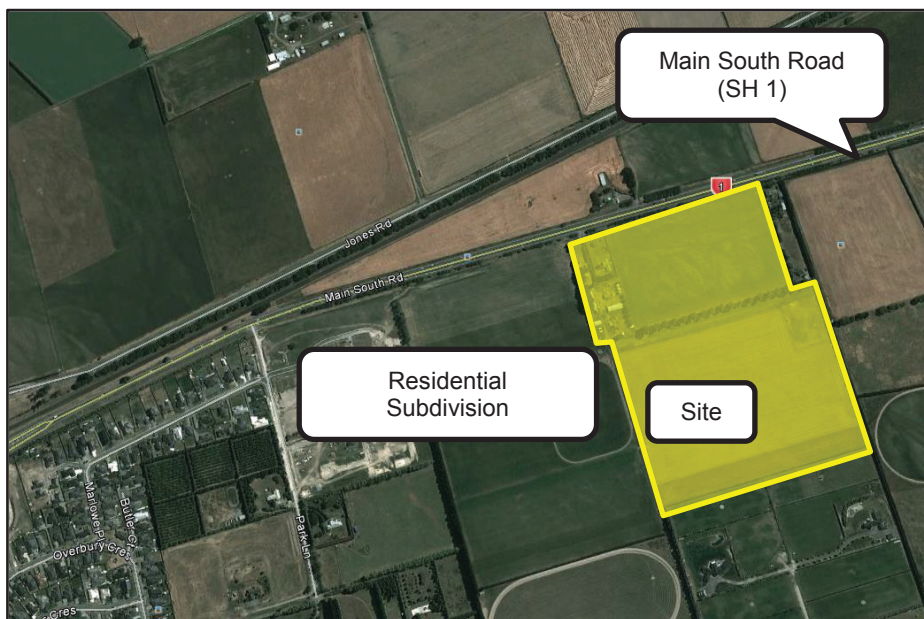 Main South Road
(SH 1)
1
Jones Rd
Main South Rd
Residential
Subdivision
Site
Marlowe Pl
Butler Ct
Overbury Cres
Park Ln
Cres